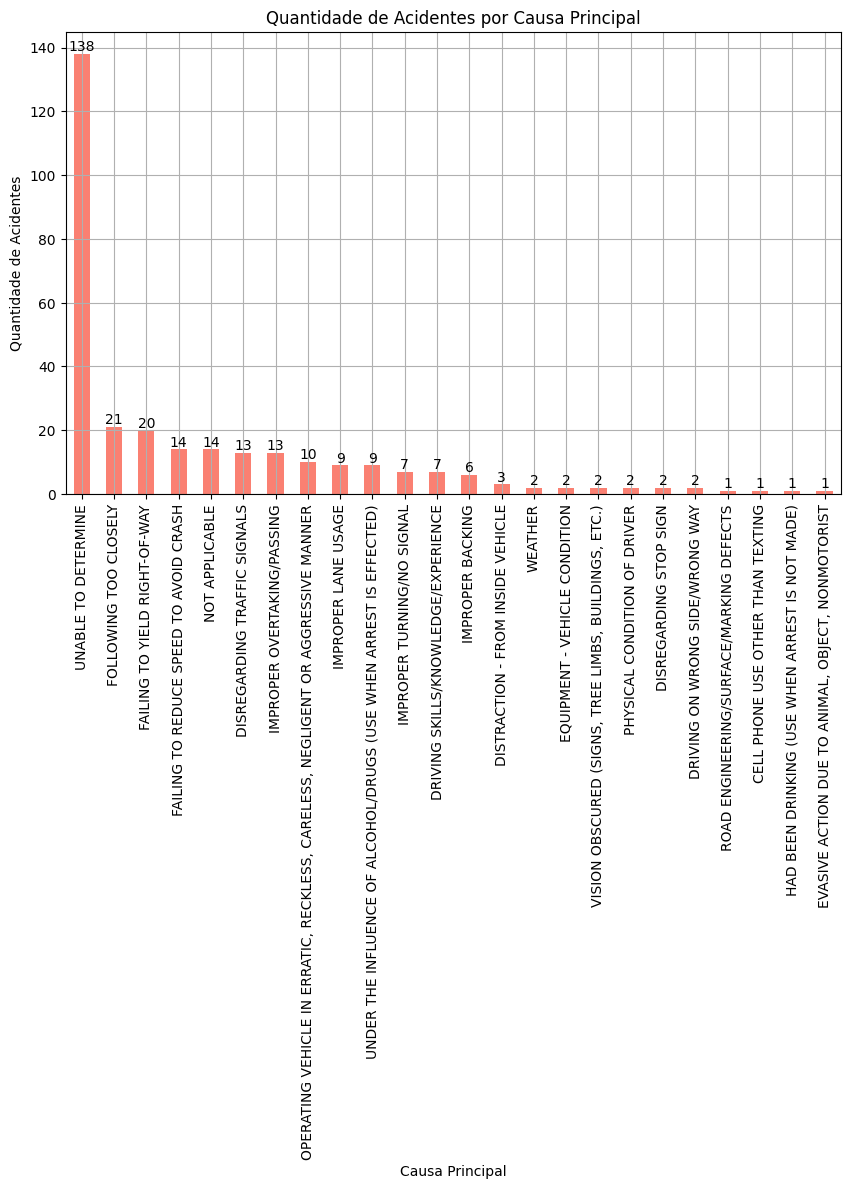 Quantidade de Acidentes por Causa Principal
Quantidade de Acidentes
140
120
100
80
60
40
20
0
138
21
20
14
14
13
13
10
9
9
7
7
6
3
2
2
2
2
2
2
1
1
1
1
UNABLE TO DETERMINE
FOLLOWING TOO CLOSELY
FAILING TO YIELD RIGHT-OF-WAY
FAILING TO REDUCE SPEED TO AVOID CRASH
NOT APPLICABLE
DISREGARDING TRAFFIC SIGNALS
IMPROPER OVERTAKING/PASSING
OPERATING VEHICLE IN ERRATIC, RECKLESS, CARELESS, NEGLIGENT OR AGGRESSIVE MANNER
IMPROPER LANE USAGE
UNDER THE INFLUENCE OF ALCOHOL/DRUGS (USE WHEN ARREST IS EFFECTED)
IMPROPER TURNING/NO SIGNAL
DRIVING SKILLS/KNOWLEDGE/EXPERIENCE
IMPROPER BACKING
DISTRACTION - FROM INSIDE VEHICLE
WEATHER
EQUIPMENT - VEHICLE CONDITION
VISION OBSCURED (SIGNS, TREE LIMBS, BUILDINGS, ETC.)
PHYSICAL CONDITION OF DRIVER
DISREGARDING STOP SIGN
DRIVING ON WRONG SIDE/WRONG WAY
ROAD ENGINEERING/SURFACE/MARKING DEFECTS
CELL PHONE USE OTHER THAN TEXTING
HAD BEEN DRINKING (USE WHEN ARREST IS NOT MADE)
EVASIVE ACTION DUE TO ANIMAL, OBJECT, NONMOTORIST
Causa Principal